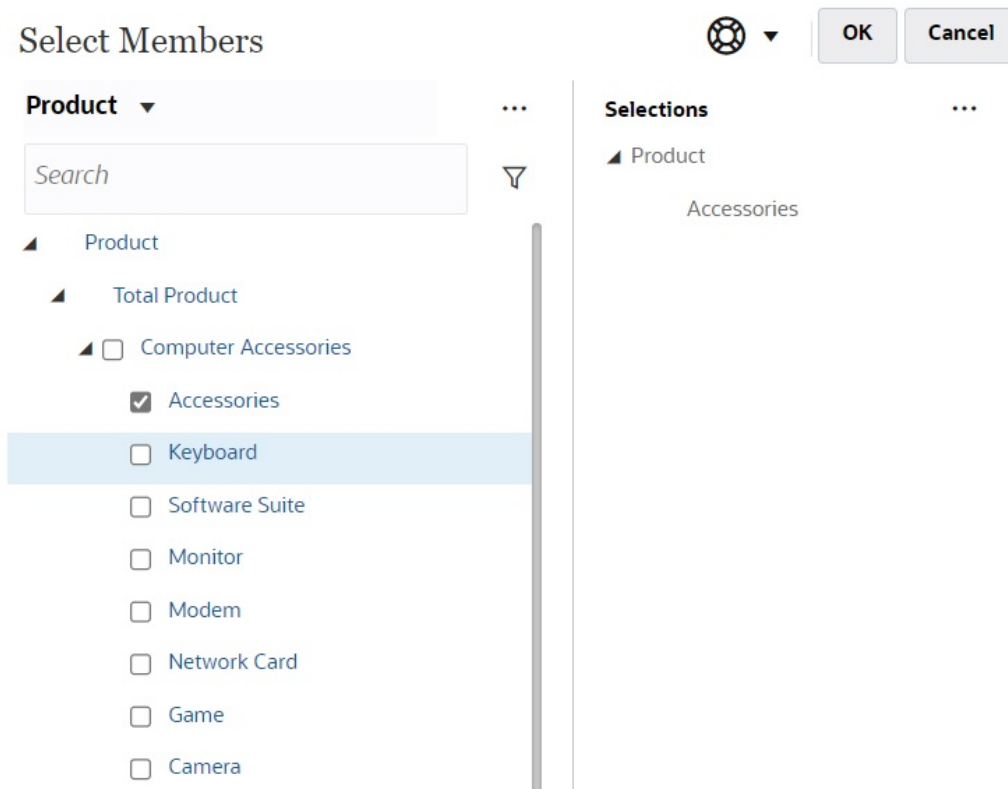 Select Members
OK
Cancel
Product
Search
Product
Total Product
Computer Accessories
Accessories
Keyboard
Software Suite
Monitor
Modem
Network Card
Game
Camera
Selections
Product
Accessories